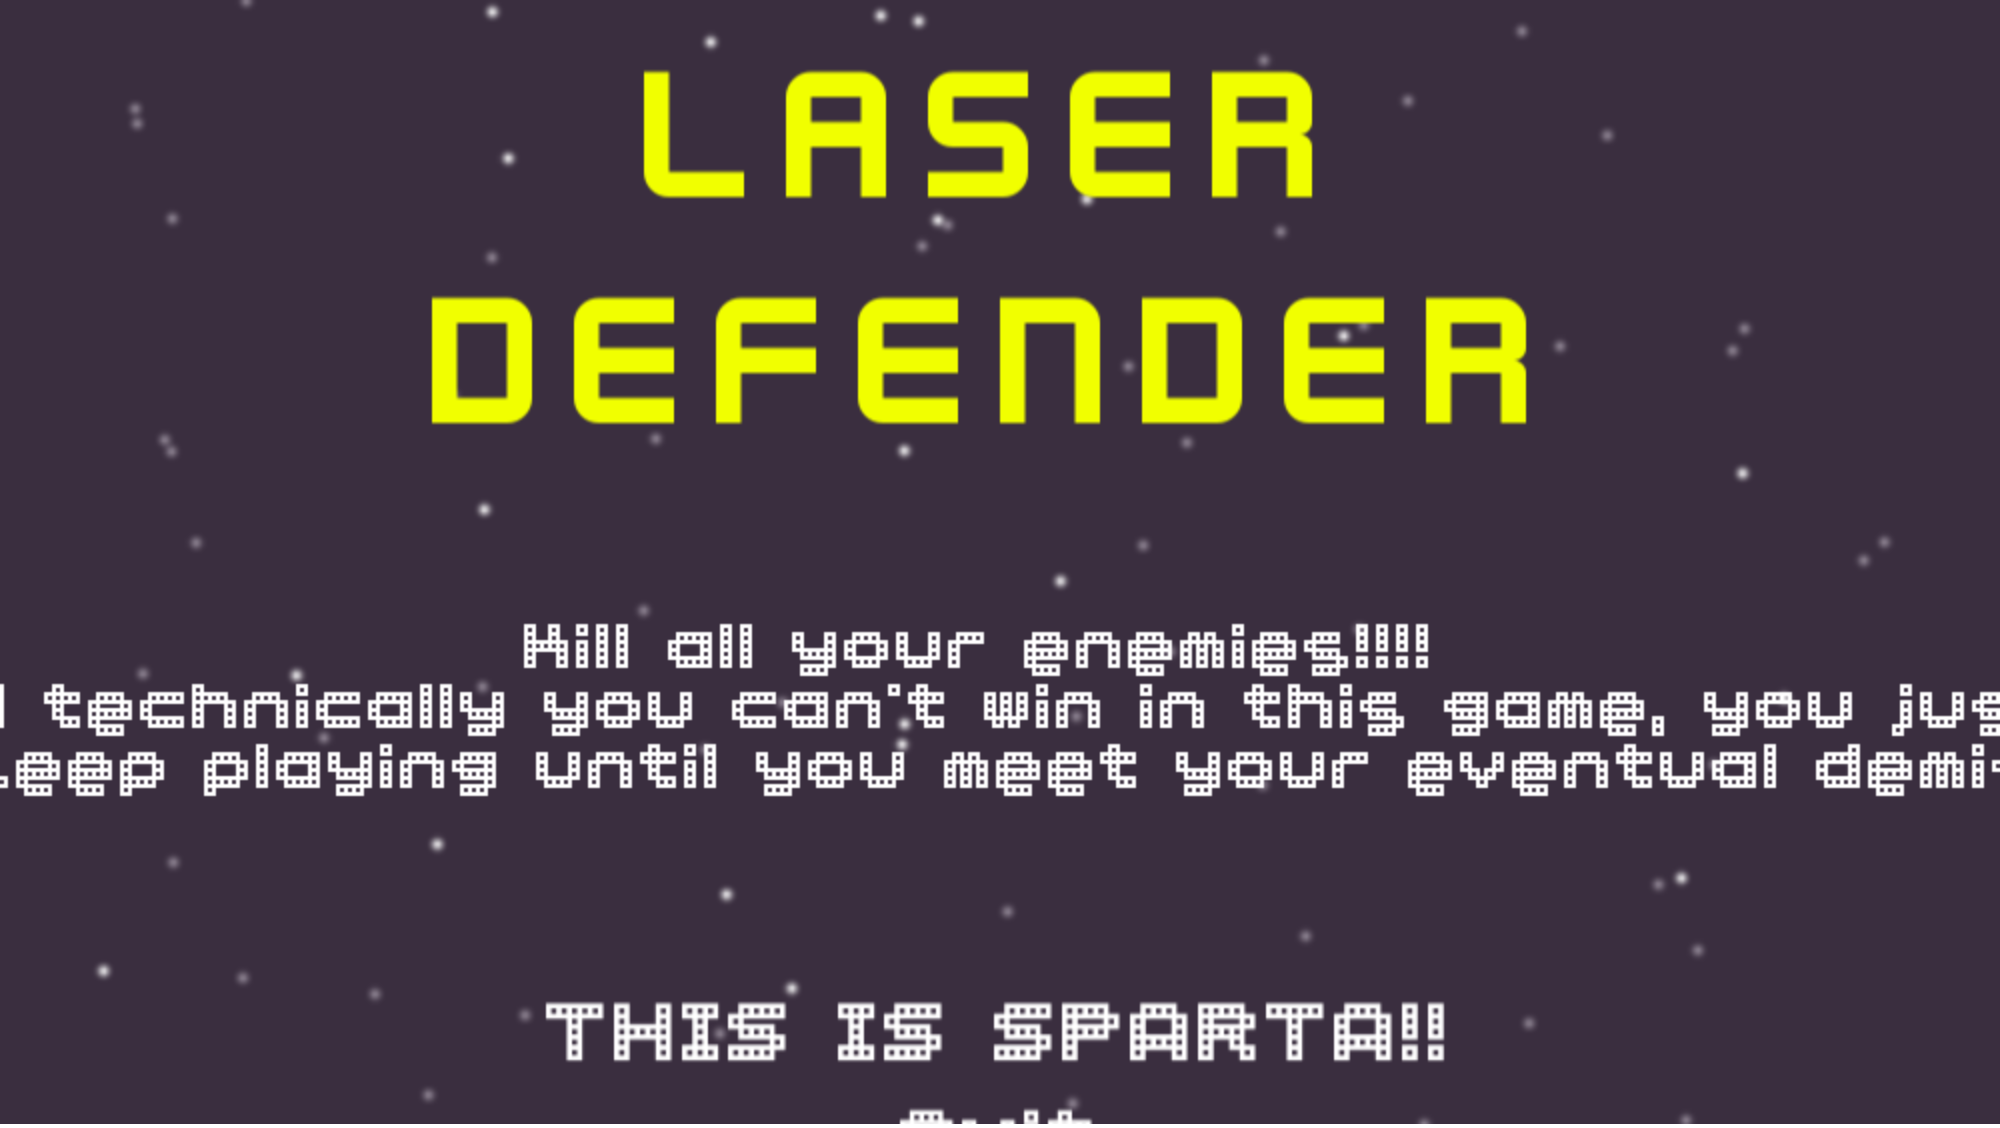 LASER
DEFENDER
Kill all your enemies!!!!
technically you can't win in this game, you
playing until you meet your eventual
THIS IS SPARTA!!
Quit